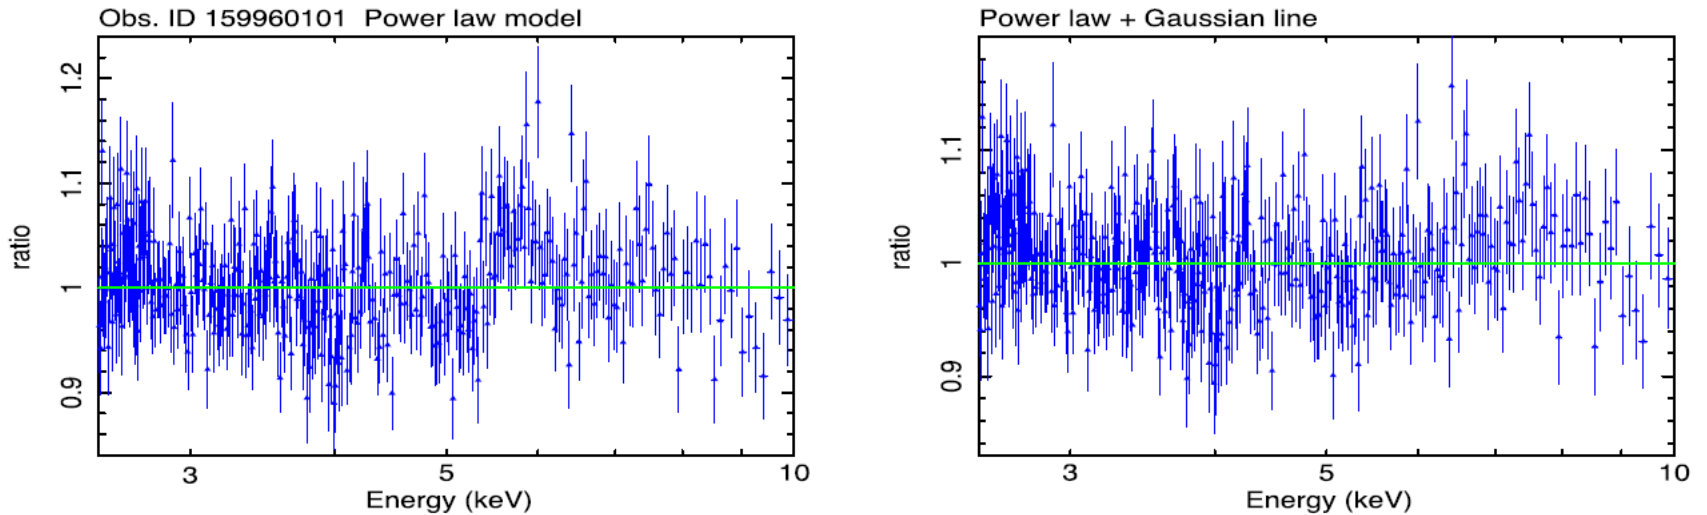 Obs. ID 159960101 Power law model
ratio
1.2
1.1
1
0.9
3
5
10
Energy (keV)
Power law + Gaussian line
ratio
1.1
1
0.9
3
5
10
Energy (keV)